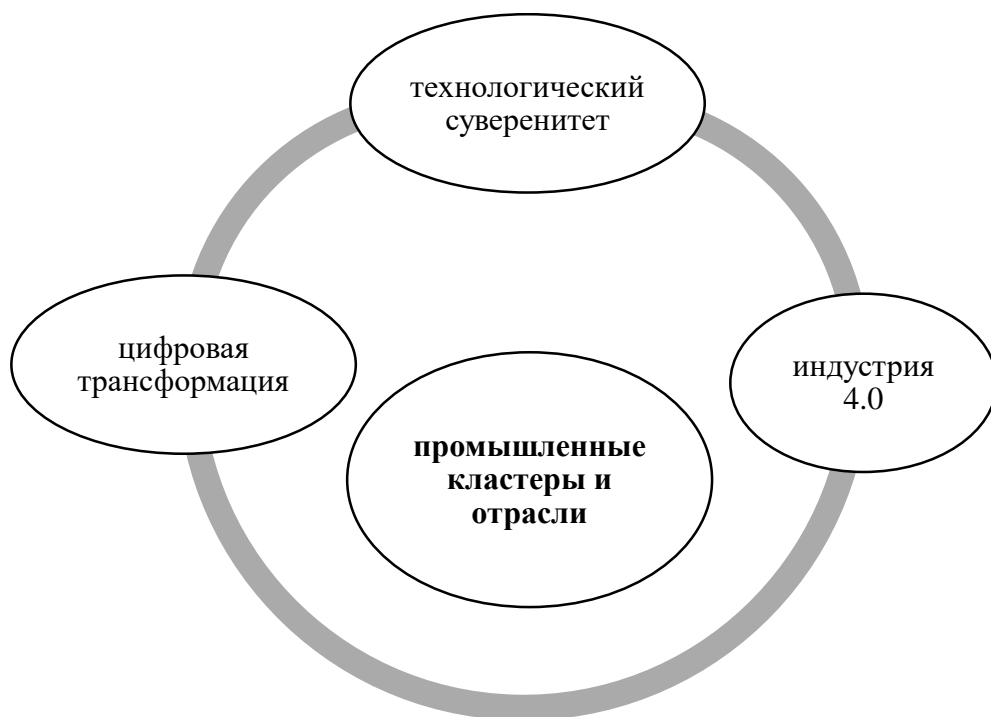 технологический
суверенитет
цифровая
трансформация
индустрия
4.0
промышленные
кластеры и
отрасли